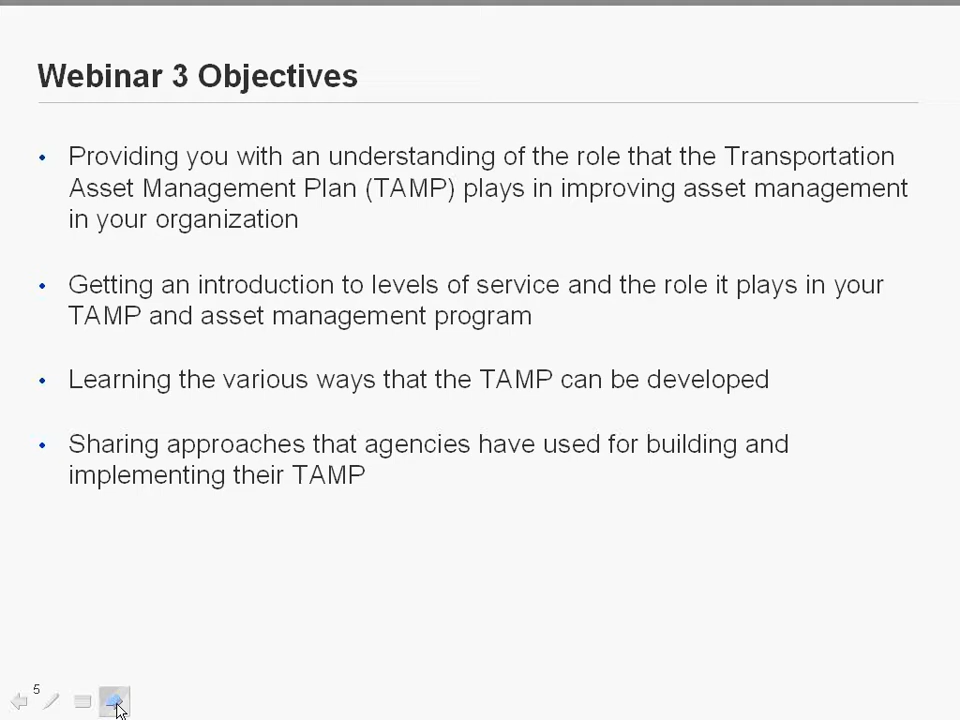 Webinar 3 Objectives
• Providing you with an understanding of the role that the Transportation
Asset Management Plan (TAMP) plays in improving asset management
in your organization
• Getting an introduction to levels of service and the role it plays in your
TAMP and asset management program
• Learning the various ways that the TAMP can be developed
• Sharing approaches that agencies have used for building and
implementing their TAMP
5